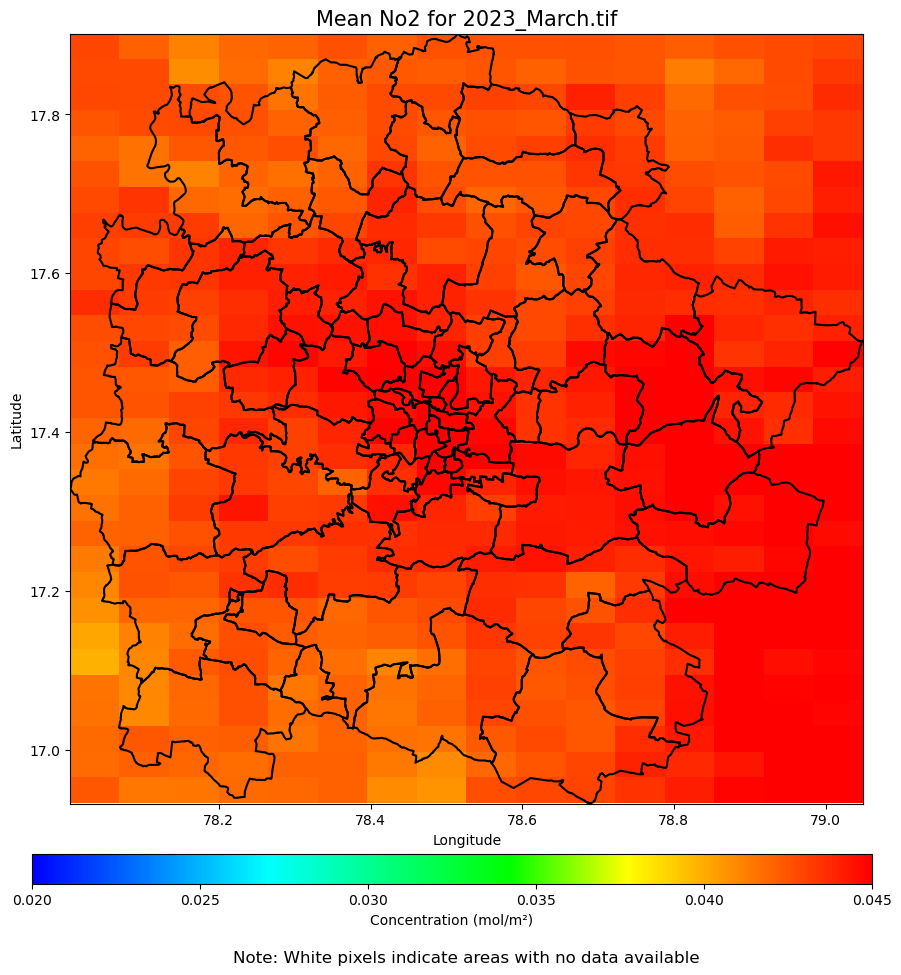 Mean No2 for 2023_March.tif
17.8
17.6
17.4
17.2
17.0
Latitude
78.2 78.4 78.6 78.8 79.0
Longitude
0.020 0.025 0.030 0.035 0.040 0.045
Concentration (mol/m²)
Note: White pixels indicate areas with no data available